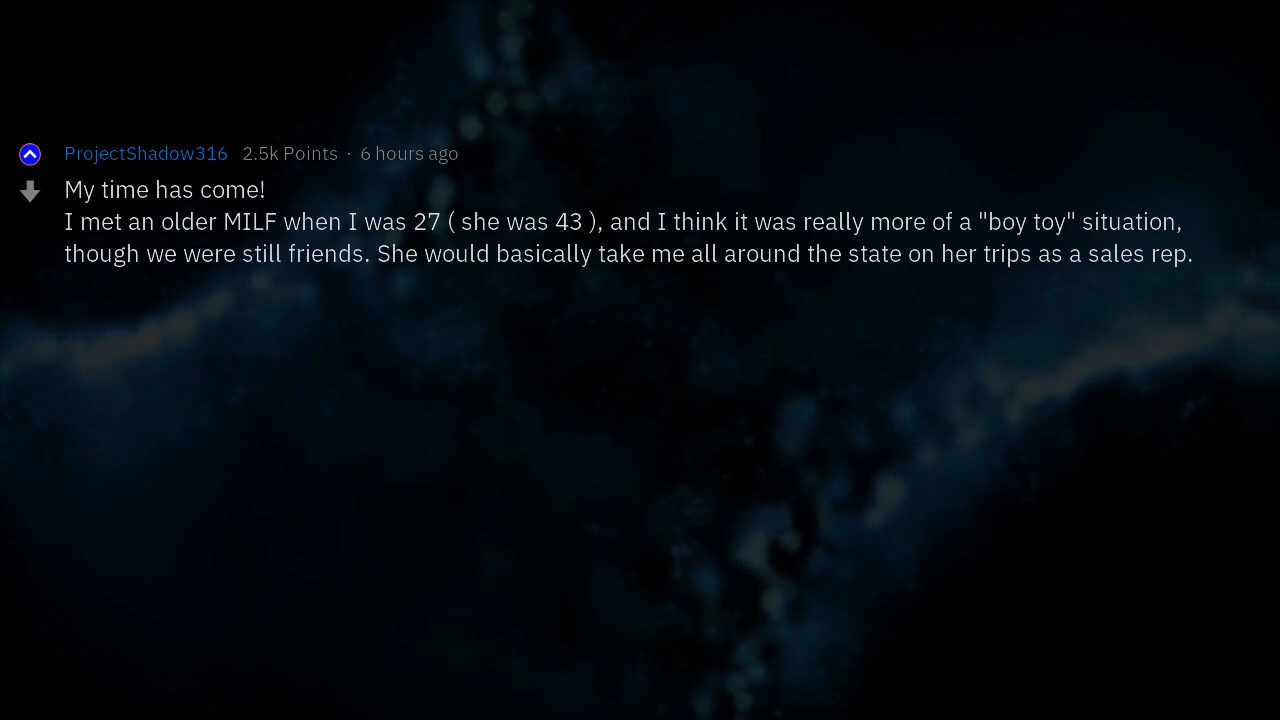 ProjectShadow316 2.5k Points · 6 hours ago
My time has come!
I met an older MILF when I was 27 ( she was 43 ), and I think it was really more of a "boy toy" situation,
though we were still friends. She would basically take me all around the state on her trips as a sales rep.